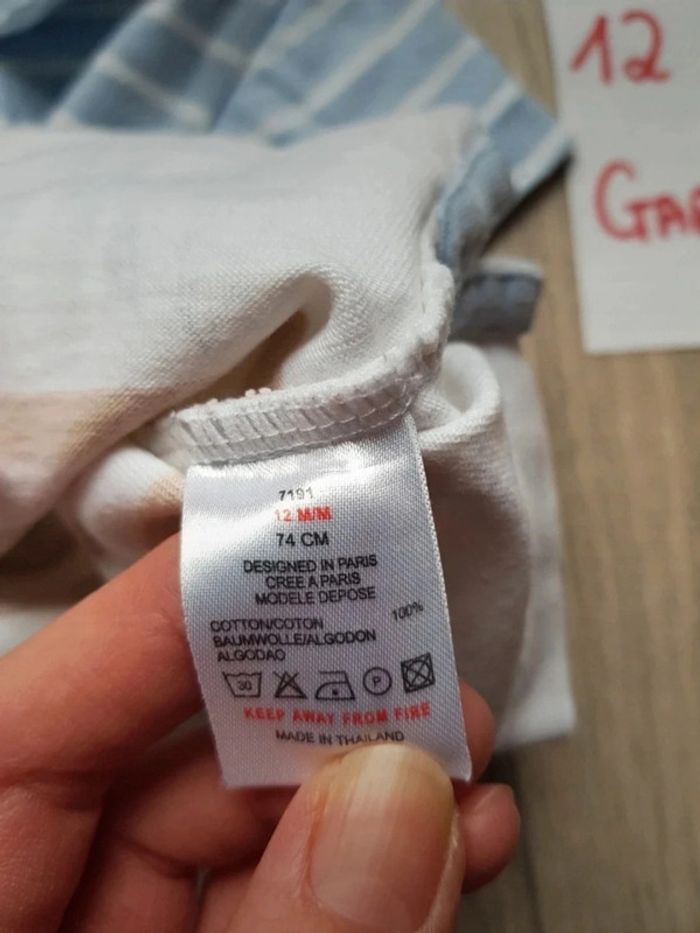 12
7191
12 M/M
74 CM
DESIGNED IN PARIS
CREE A PARIS
MODELE DEPOSE
COTTON/COTON 100%
BAUMWOLLE/ALGODON
ALGODAO
30 P
KEEP AWAY FROM FIRE
MADE IN THAILAND